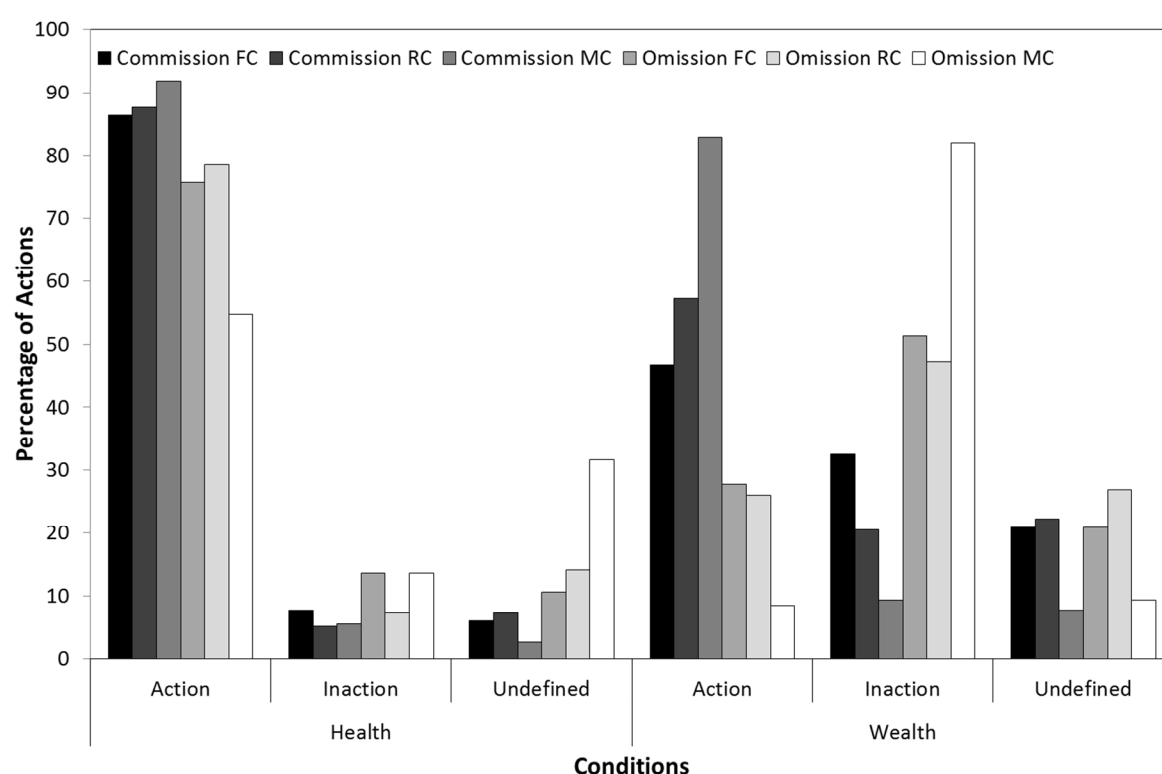 100
Commission FC Commission RC Commission MC Omission FC Omission RC Omission MC
90
80
70
60
50
40
30
20
10
0
Percentage of Actions
Action Inaction Undefined Action Inaction Undefined
Health Wealth
Conditions